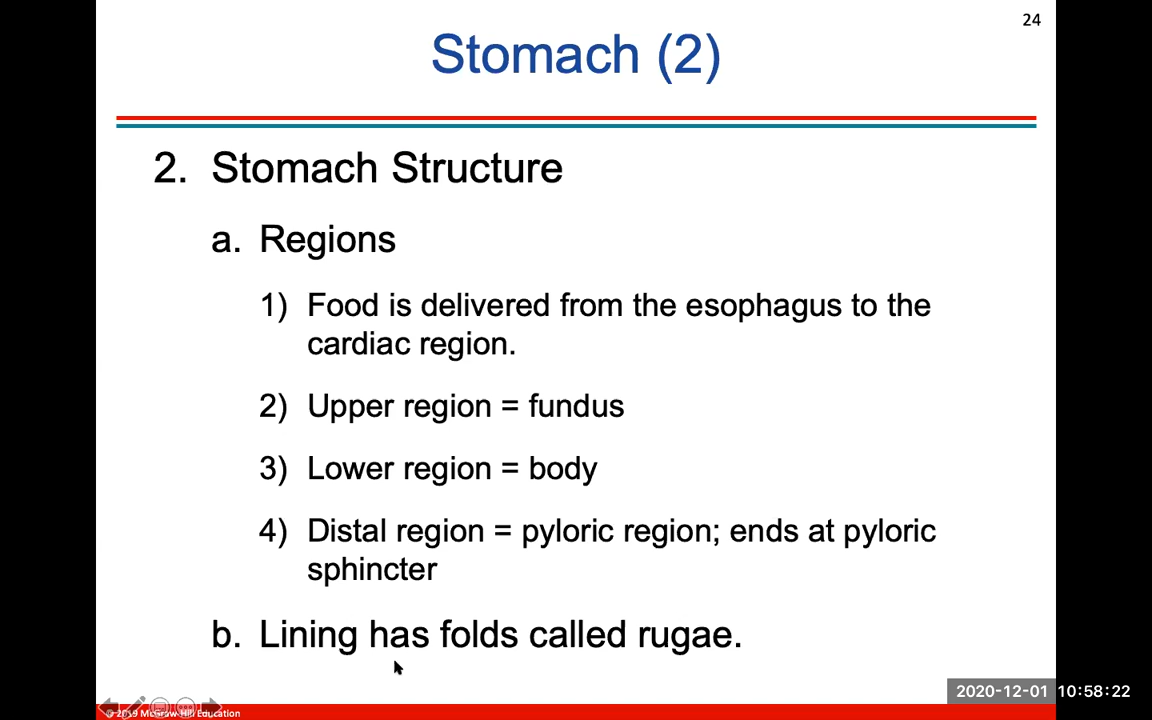 24
Stomach (2)
2. Stomach Structure
a. Regions
1) Food is delivered from the esophagus to the
cardiac region.
2) Upper region = fundus
3) Lower region = body
4) Distal region = pyloric region; ends at pyloric
sphincter
b. Lining has folds called rugae.
2020-12-01 10:58:22
© 2019 McGraw-Hill Education